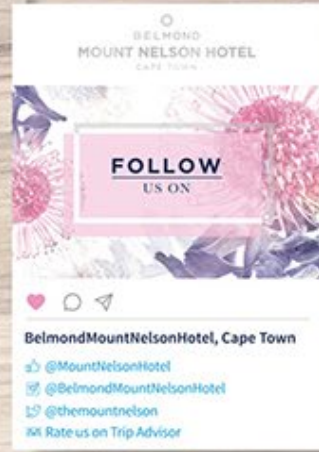 BELMOND
MOUNT NELSON HOTEL
CAPE TOWN
FOLLOW
US ON
BelmondMountNelsonHotel, Cape Town
@MountNelsonHotel
@BelmondMountNelsonHotel
@themountnelson
Rate us on Trip Advisor